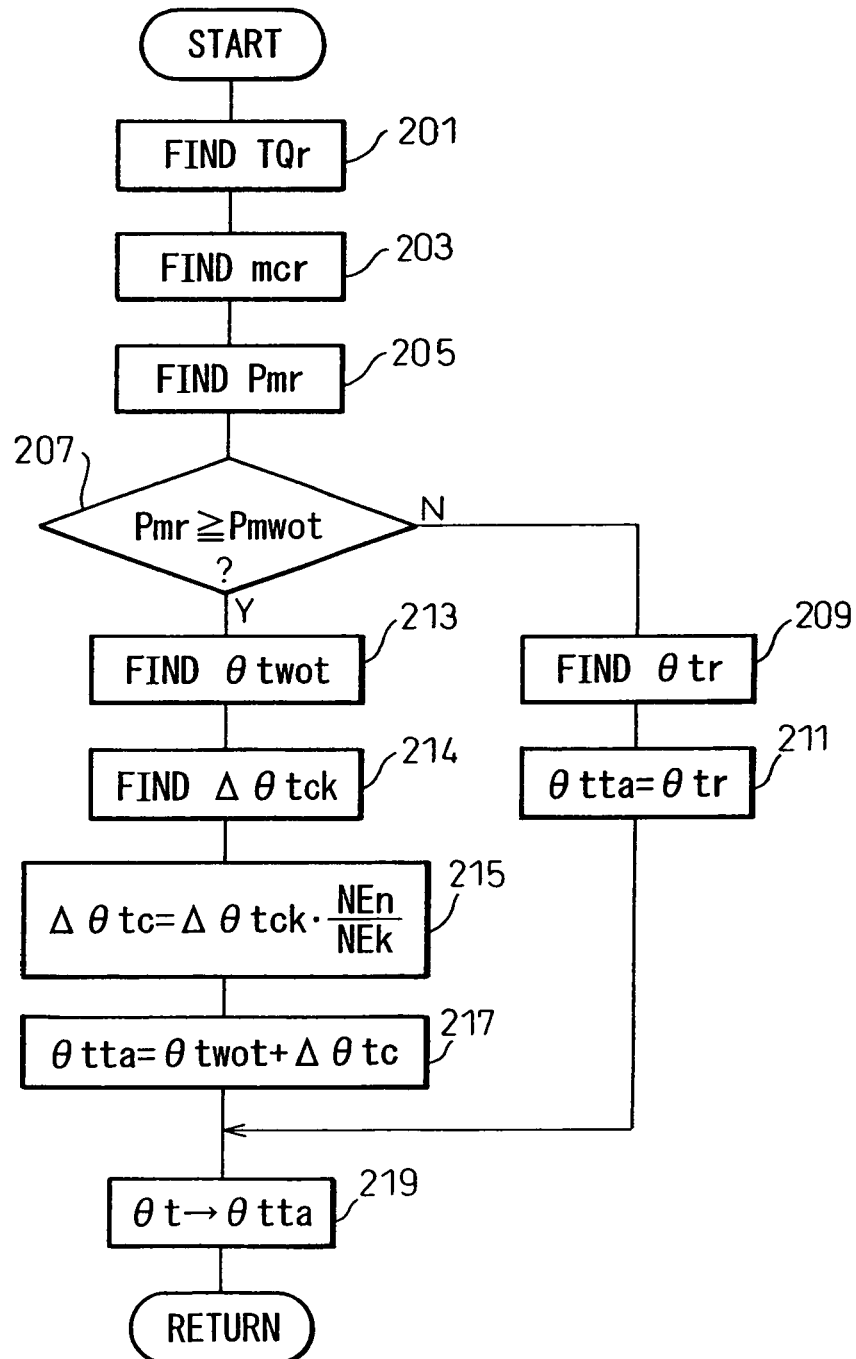 START
FIND TQr
201
FIND mcr
203
FIND Pmr
205
207
Pmr≧Pmwot
?
N
Y
FIND θtwot
213
FIND θtr
209
FIND Δθtck
214
θtta=θtr
211
Δθtc=Δθtck·NEn/NEk
215
θtta=θtwot+Δθtc
217
θt→θtta
219
RETURN